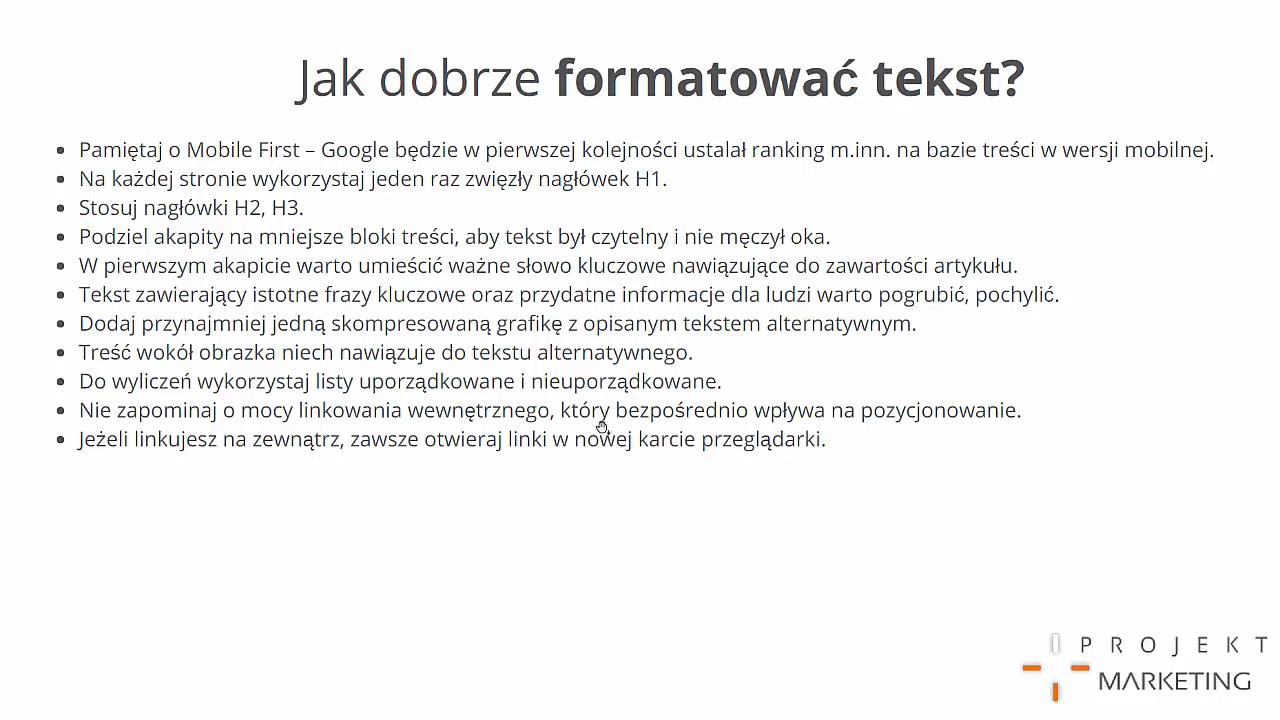 Jak dobrze formatować tekst?
• Pamiętaj o Mobile First – Google będzie w pierwszej kolejności ustalał ranking m.inn. na bazie treści w wersji mobilnej.
• Na każdej stronie wykorzystaj jeden raz zwięzły nagłówek H1.
• Stosuj nagłówki H2, H3.
• Podziel akapity na mniejsze bloki treści, aby tekst był czytelny i nie męczył oka.
• W pierwszym akapicie warto umieścić ważne słowo kluczowe nawiązujące do zawartości artykułu.
• Tekst zawierający istotne frazy kluczowe oraz przydatne informacje dla ludzi warto pogrubić, pochylić.
• Dodaj przynajmniej jedną skompresowaną grafikę z opisanym tekstem alternatywnym.
• Treść wokół obrazka niech nawiązuje do tekstu alternatywnego.
• Do wyliczeń wykorzystaj listy uporządkowane i nieuporządkowane.
• Nie zapominaj o mocy linkowania wewnętrznego, który bezpośrednio wpływa na pozycjonowanie.
• Jeżeli linkujesz na zewnątrz, zawsze otwieraj linki w nowej karcie przeglądarki.
PROJEKT
MARKETING